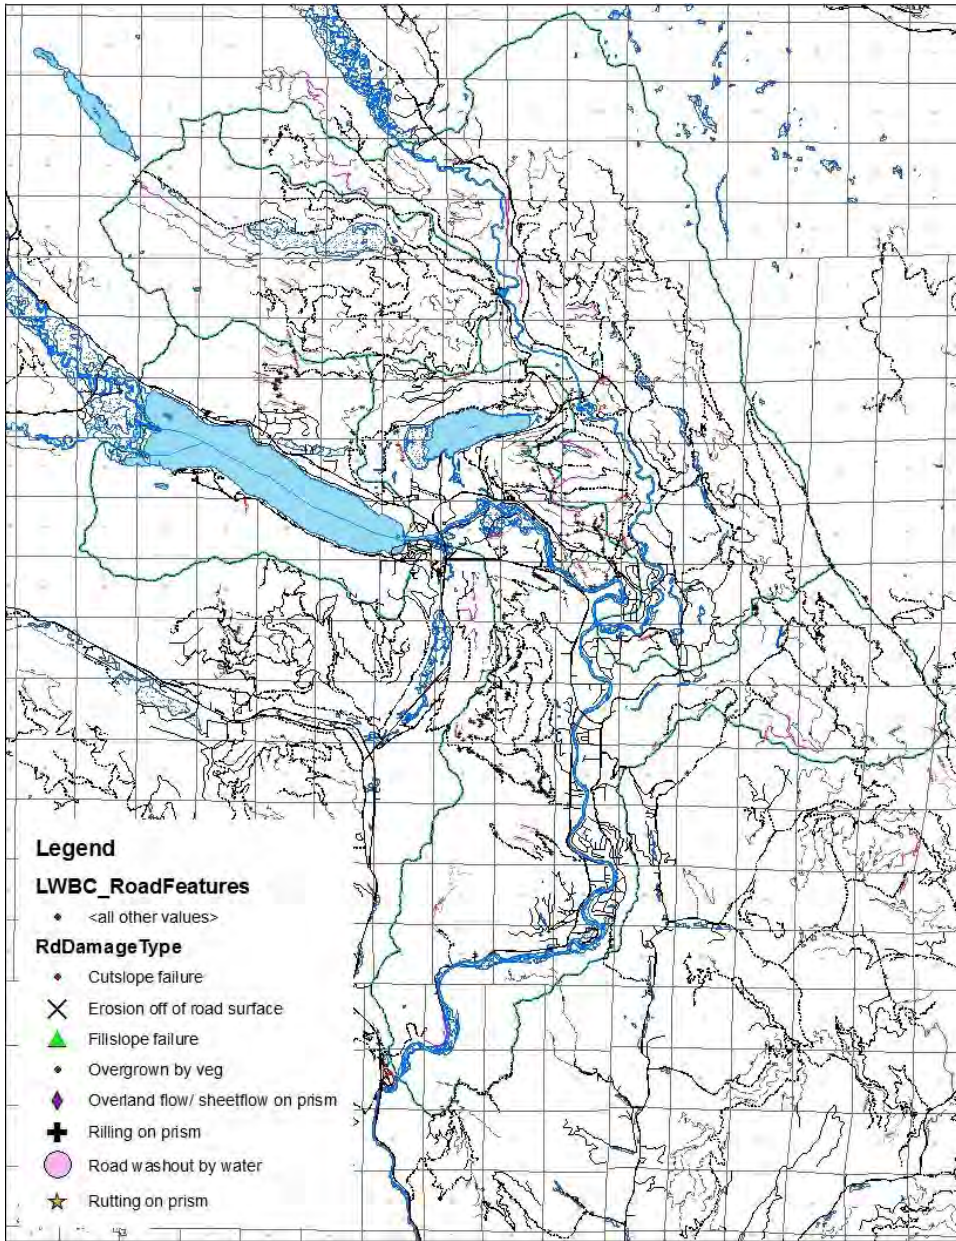 Legend
LWBC_RoadFeatures
<all other values>
RdDamageType
Cutslope failure
Erosion off of road surface
Fillslope failure
Overgrown by veg
Overland flow/ sheetflow on prism
Rilling on prism
Road washout by water
Rutting on prism